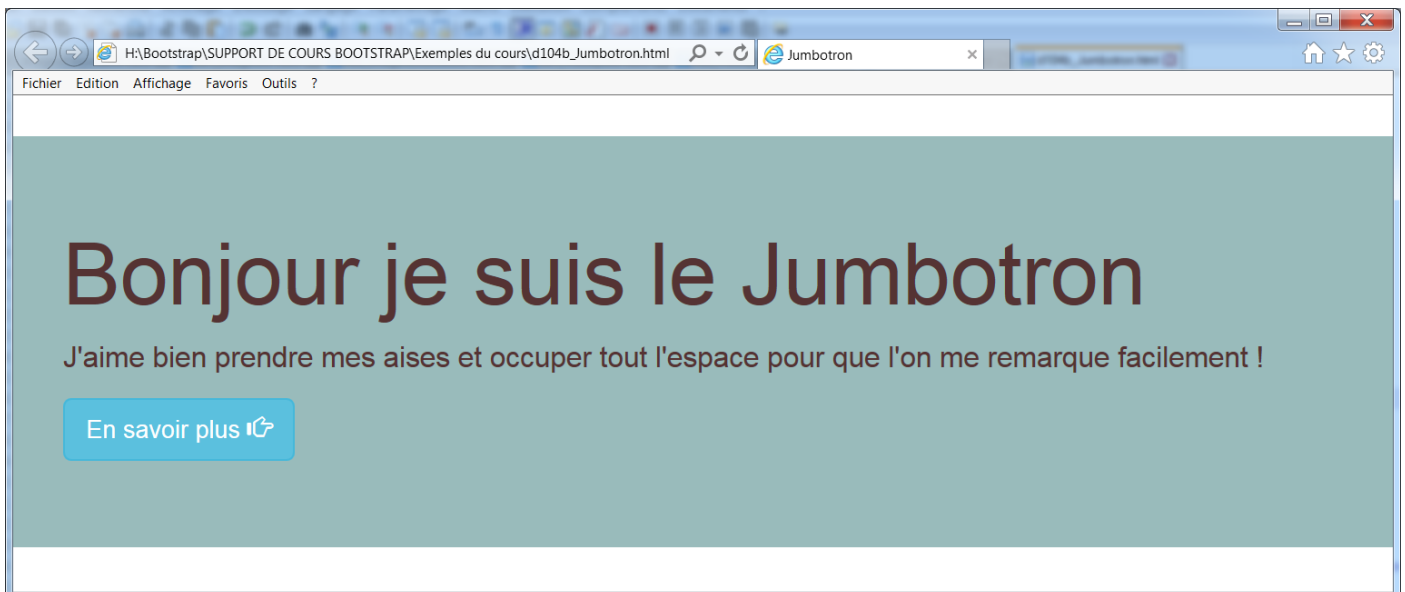 H:\Bootstrap\SUPPORT DE COURS BOOTSTRAP\Exemples du cours\d104b_Jumbotron.html Jumbotron
Fichier Edition Affichage Favoris Outils ?
Bonjour je suis le Jumbotron
J'aime bien prendre mes aises et occuper tout l'espace pour que l'on me remarque facilement !
En savoir plus